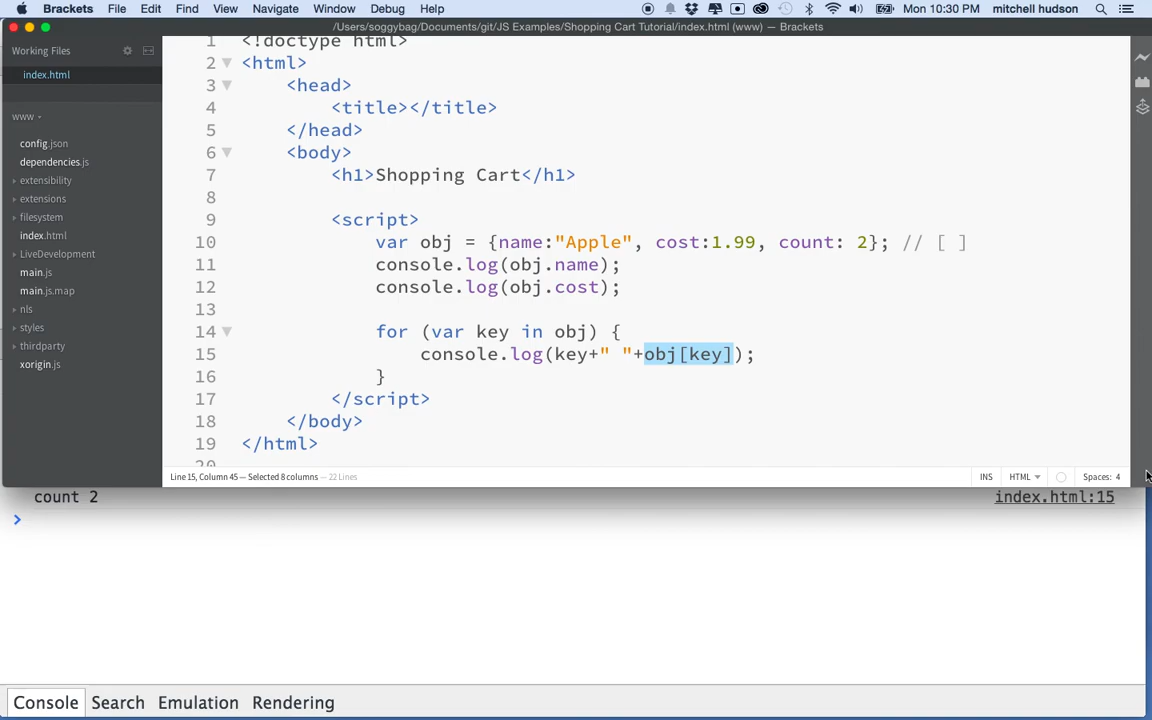 Brackets File Edit Find View Navigate Window Debug Help Mon 10:30 PM mitchell hudson
/Users/soggybag/Documents/git/JS Examples/Shopping Cart Tutorial/index.html (www) — Brackets
Working Files
index.html
www
config.json
dependencies.js
extensibility
extensions
filesystem
index.html
LiveDevelopment
main.js
main.js.map
nls
styles
thirdparty
xorigin.js
1 <!doctype html>
2 <html>
3 <head>
4 <title></title>
5 </head>
6 <body>
7 <h1>Shopping Cart</h1>
8
9 <script>
10 var obj = {name:"Apple", cost:1.99, count: 2}; // [ ]
11 console.log(obj.name);
12 console.log(obj.cost);
13
14 for (var key in obj) {
15 console.log(key+" "+obj[key]);
16 }
17 </script>
18 </body>
19 </html>
20
Line 15, Column 45 — Selected 8 columns — 22 Lines INS HTML Spaces: 4
count 2 index.html:15
>
Console Search Emulation Rendering